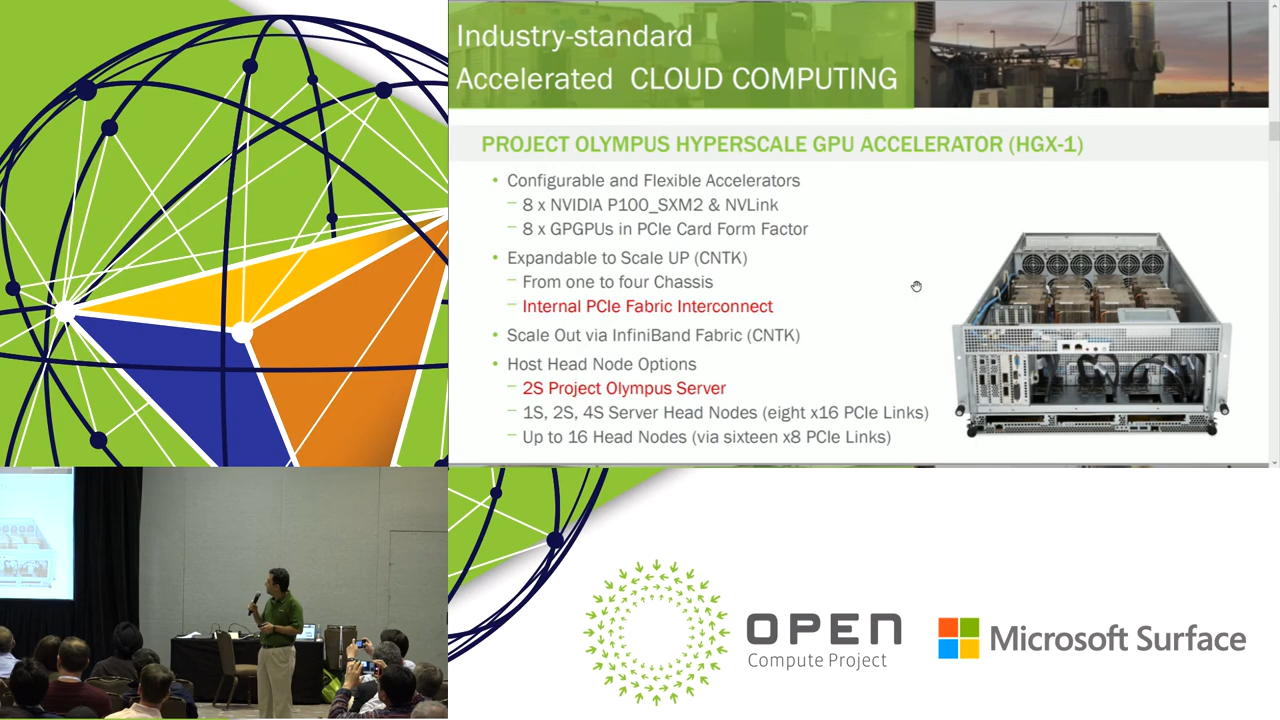 Industry-standard
Accelerated CLOUD COMPUTING
PROJECT OLYMPUS HYPERSCALE GPU ACCELERATOR (HGX-1)
• Configurable and Flexible Accelerators
– 8 x NVIDIA P100_SXM2 & NVLink
– 8 x GPGPUs in PCIe Card Form Factor
• Expandable to Scale UP (CNTK)
– From one to four Chassis
– Internal PCIe Fabric Interconnect
• Scale Out via InfiniBand Fabric (CNTK)
• Host Head Node Options
– 2S Project Olympus Server
– 1S, 2S, 4S Server Head Nodes (eight x16 PCIe Links)
– Up to 16 Head Nodes (via sixteen x8 PCIe Links)
OPEN
Compute Project
Microsoft Surface